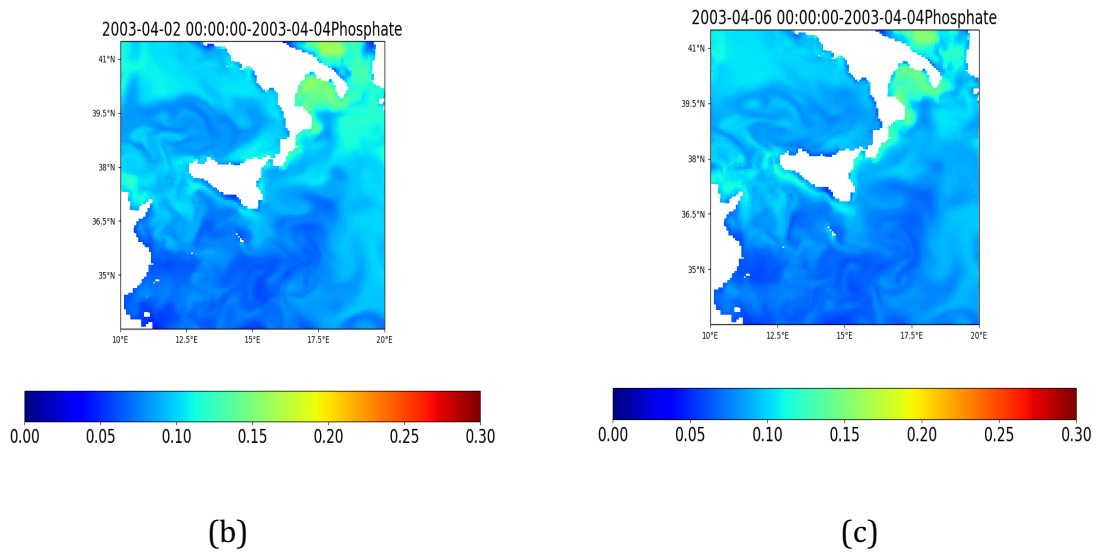 2003-04-02 00:00:00-2003-04-04Phosphate
41°N
39.5°N
38°N
36.5°N
35°N
10°E 12.5°E 15°E 17.5°E 20°E
0.00 0.05 0.10 0.15 0.20 0.25 0.30
(b)
2003-04-06 00:00:00-2003-04-04Phosphate
41°N
39.5°N
38°N
36.5°N
35°N
10°E 12.5°E 15°E 17.5°E 20°E
0.00 0.05 0.10 0.15 0.20 0.25 0.30
(c)